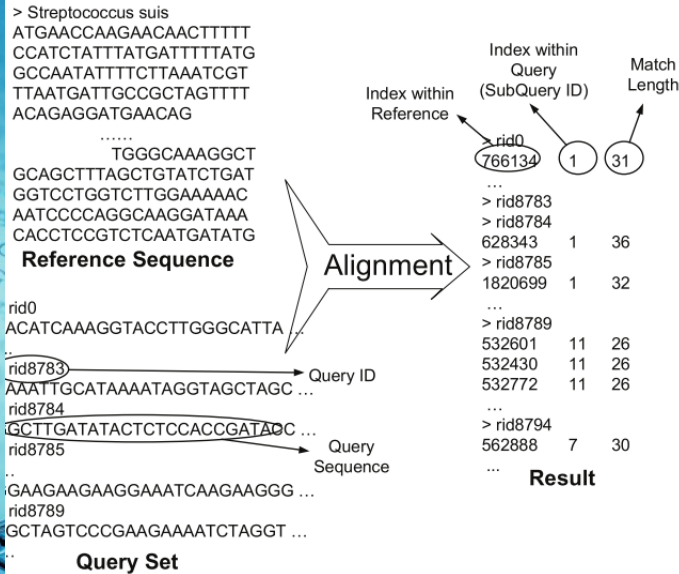 > Streptococcus suis
ATGAACCAAGAACAACTTTTT
CCATCTATTTATGATTTTTATG
GCCAATATTTTCTTAAATCGT
TTAATGATTGCCGCTAGTTTT
ACAGAGGATGAACAG
......
TGGGCAAAGGCT
GCAGCTTTAGCTGTATCTGAT
GGTCCTGGTCTTGGAAAAAC
AATCCCCAGGCAAGGATAAA
CACCTCCGTCTCAATGATATG
Reference Sequence
rid0
ACATCAAAGGTACCTTGGGCATTA ...
..
rid8783
AAATTGCATAAAATAGGTAGCTAGC ...
rid8784
GCTTGATATACTCTCCACCGATAGC ...
rid8785
..
GAAGAAGAAGGAAATCAAGAAGGG ...
rid8789
GCTAGTCCCGAAGAAAATCTAGGT ...
..
Query Set
Query ID
Query
Sequence
Alignment
Index within
Reference
Index within
Query
(SubQuery ID)
Match
Length
> rid0
766134 1 31
...
> rid8783
> rid8784
628343 1 36
> rid8785
1820699 1 32
...
> rid8789
532601 11 26
532430 11 26
532772 11 26
...
> rid8794
562888 7 30
...
Result